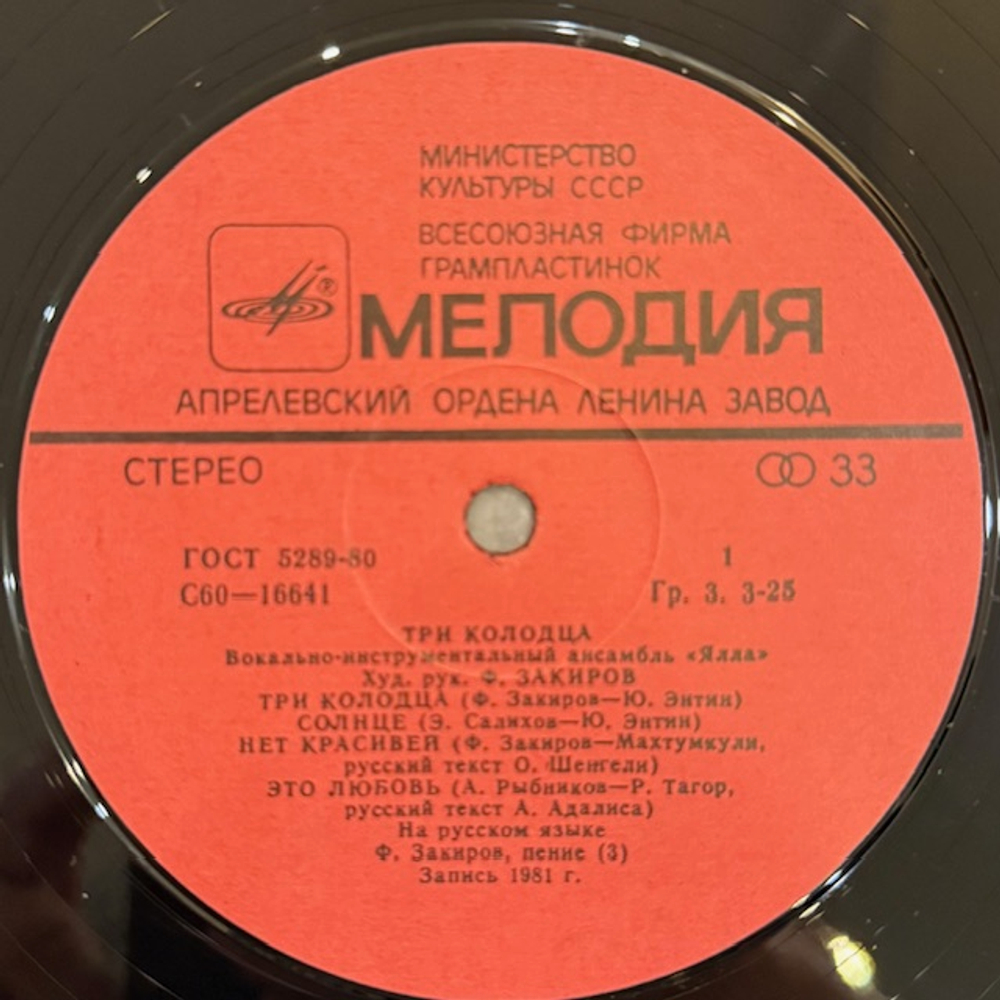 МИНИСТЕРСТВО
КУЛЬТУРЫ СССР
ВСЕСОЮЗНАЯ ФИРМА
ГРАМПЛАСТИНОК
®
МЕЛОДИЯ
АПРЕЛЕВСКИЙ ОРДЕНА ЛЕНИНА ЗАВОД
СТЕРЕО 33
ГОСТ 5289-80 1
С60—16641 Гр. 3. 3-25
ТРИ КОЛОДЦА
Вокально-инструментальный ансамбль «Ялла»
Худ. рук. Ф. ЗАКИРОВ
ТРИ КОЛОДЦА (Ф. Закиров—Ю. Энтин)
СОЛНЦЕ (Э. Салихов—Ю. Энтин)
НЕТ КРАСИВЕЙ (Ф. Закиров—Махтумкули,
русский текст О. Шенгели)
ЭТО ЛЮБОВЬ (А. Рыбников—Р. Тагор,
русский текст А. Адалиса)
На русском языке
Ф. Закиров, пение (3)
Запись 1981 г.